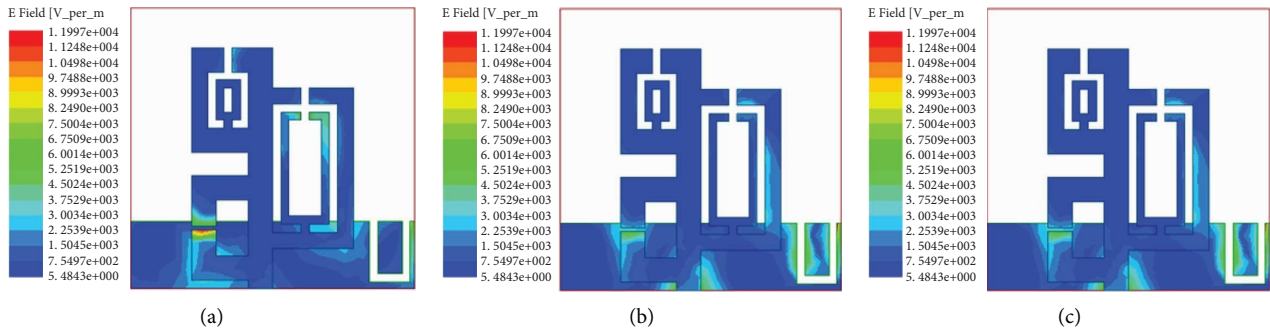 E Field [V_per_m
1. 1997e+004
1. 1248e+004
1. 0498e+004
9. 7488e+003
8. 9993e+003
8. 2490e+003
7. 5004e+003
6. 7509e+003
6. 0014e+003
5. 2519e+003
4. 5024e+003
3. 7529e+003
3. 0034e+003
2. 2539e+003
1. 5045e+003
7. 5497e+002
5. 4843e+000
(a)
E Field [V_per_m
1. 1997e+004
1. 1248e+004
1. 0498e+004
9. 7488e+003
8. 9993e+003
8. 2490e+003
7. 5004e+003
6. 7509e+003
6. 0014e+003
5. 2519e+003
4. 5024e+003
3. 7529e+003
3. 0034e+003
2. 2539e+003
1. 5045e+003
7. 5497e+002
5. 4843e+000
(b)
E Field [V_per_m
1. 1997e+004
1. 1248e+004
1. 0498e+004
9. 7488e+003
8. 9993e+003
8. 2490e+003
7. 5004e+003
6. 7509e+003
6. 0014e+003
5. 2519e+003
4. 5024e+003
3. 7529e+003
3. 0034e+003
2. 2539e+003
1. 5045e+003
7. 5497e+002
5. 4843e+000
(c)